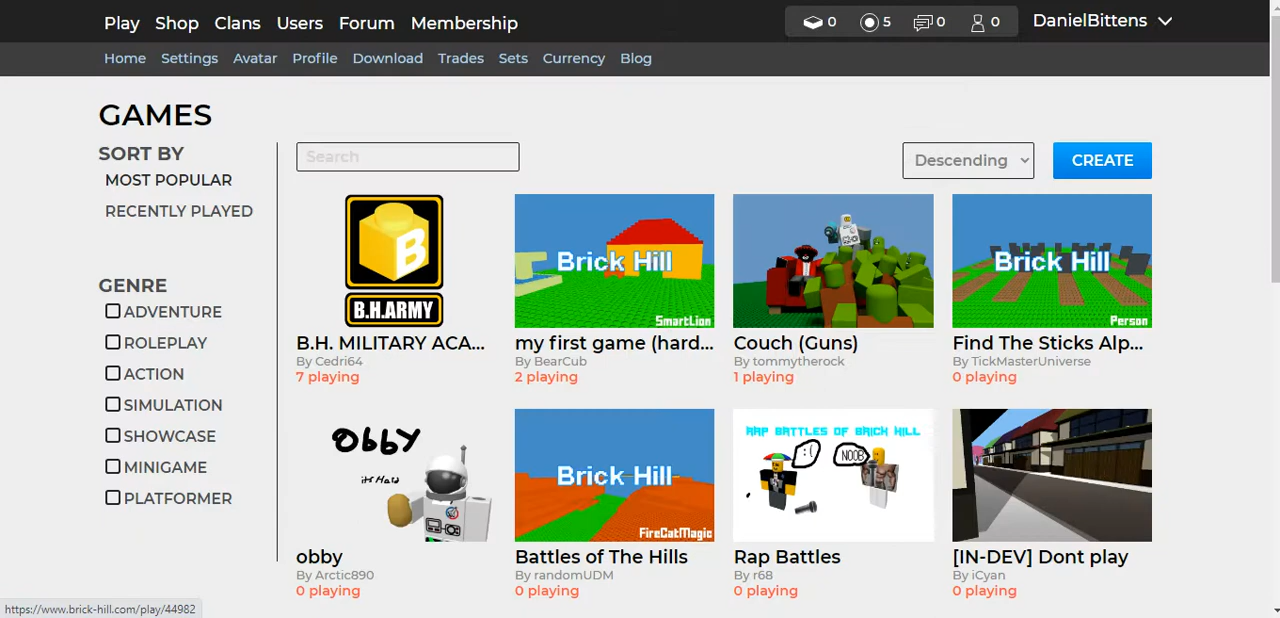 Play Shop Clans Users Forum Membership 0 5 0 0 DanielBittens
Home Settings Avatar Profile Download Trades Sets Currency Blog
GAMES
SORT BY
MOST POPULAR
RECENTLY PLAYED
GENRE
ADVENTURE
ROLEPLAY
ACTION
SIMULATION
SHOWCASE
MINIGAME
PLATFORMER
Search Descending CREATE
B
B.H.ARMY
B.H. MILITARY ACA...
By Cedri64
7 playing
Brick Hill
SmartLion
my first game (hard...
By BearCub
2 playing
Couch (Guns)
By tommytherock
1 playing
Brick Hill
Person
Find The Sticks Alp...
By TickMasterUniverse
0 playing
obby
its Hard
obby
By Arctic890
0 playing
Brick Hill
FireCatMagic
Battles of The Hills
By randomUDM
0 playing
RAP BATTLES OF BRICK HILL
:(
NOOB
Rap Battles
By r68
0 playing
[IN-DEV] Dont play
By iCyan
0 playing
https://www.brick-hill.com/play/44982